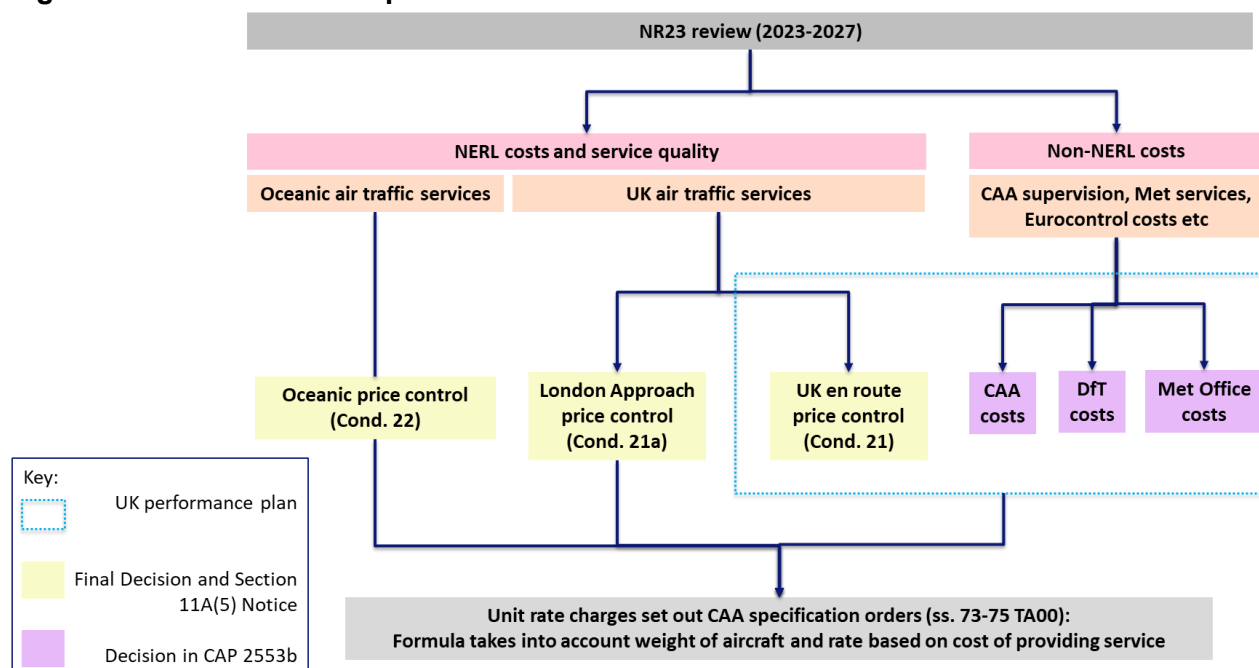 NR23 review (2023-2027)
NERL costs and service quality
Non-NERL costs
Oceanic air traffic services
UK air traffic services
CAA supervision, Met services,
Eurocontrol costs etc
Oceanic price control
(Cond. 22)
London Approach
price control
(Cond. 21a)
UK en route
price control
(Cond. 21)
CAA
costs
DfT
costs
Met Office
costs
Key:
UK performance plan
Final Decision and Section
11A(5) Notice
Decision in CAP 2553b
Unit rate charges set out CAA specification orders (ss. 73-75 TA00):
Formula takes into account weight of aircraft and rate based on cost of providing service